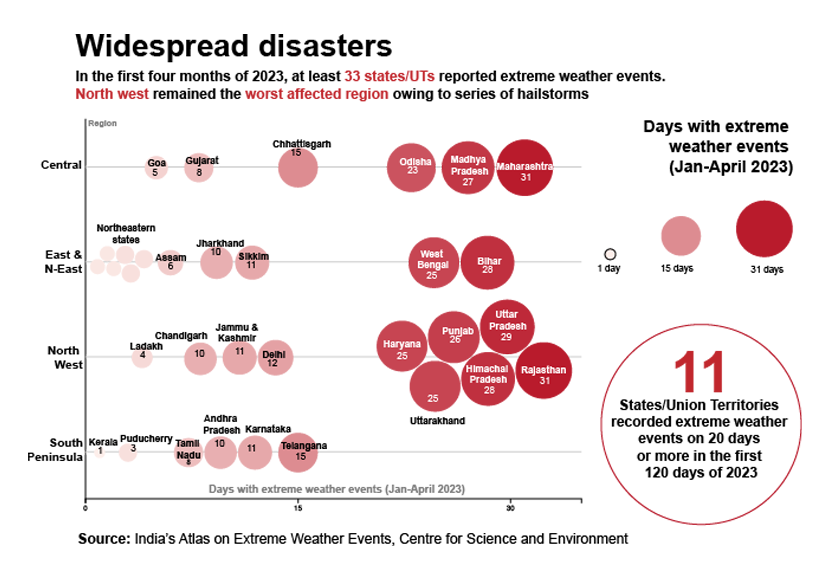 Widespread disasters
In the first four months of 2023, at least 33 states/UTs reported extreme weather events.
North west remained the worst affected region owing to series of hailstorms
Region
Days with extreme
weather events
(Jan-April 2023)
1 day
15 days
31 days
Central
Goa
5
Gujarat
8
Chhattisgarh
15
Odisha
23
Madhya
Pradesh
27
Maharashtra
31
East &
N-East
Northeastern
states
Assam
6
Jharkhand
10
Sikkim
11
West
Bengal
25
Bihar
28
North
West
Ladakh
4
Chandigarh
10
Jammu &
Kashmir
11
Delhi
12
Haryana
25
Punjab
26
Uttar
Pradesh
29
25
Uttarakhand
Himachal
Pradesh
28
Rajasthan
31
South
Peninsula
Kerala
1
Puducherry
3
Tamil
Nadu
8
Andhra
Pradesh
10
Karnataka
11
Telangana
15
Days with extreme weather events (Jan-April 2023)
0
15
30
11
States/Union Territories
recorded extreme weather
events on 20 days
or more in the first
120 days of 2023
Source: India's Atlas on Extreme Weather Events, Centre for Science and Environment